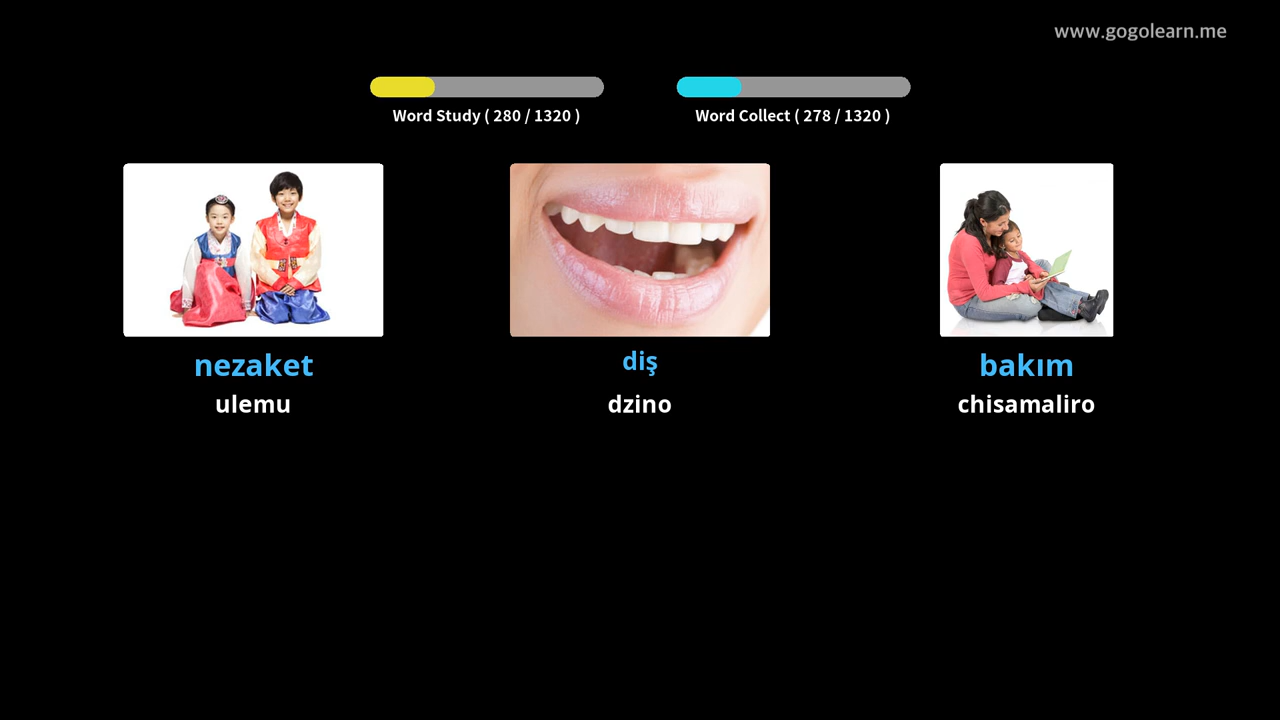 www.gogolearn.me
Word Study ( 280 / 1320 )
Word Collect ( 278 / 1320 )
nezaket
ulemu
diş
dzino
bakım
chisamaliro